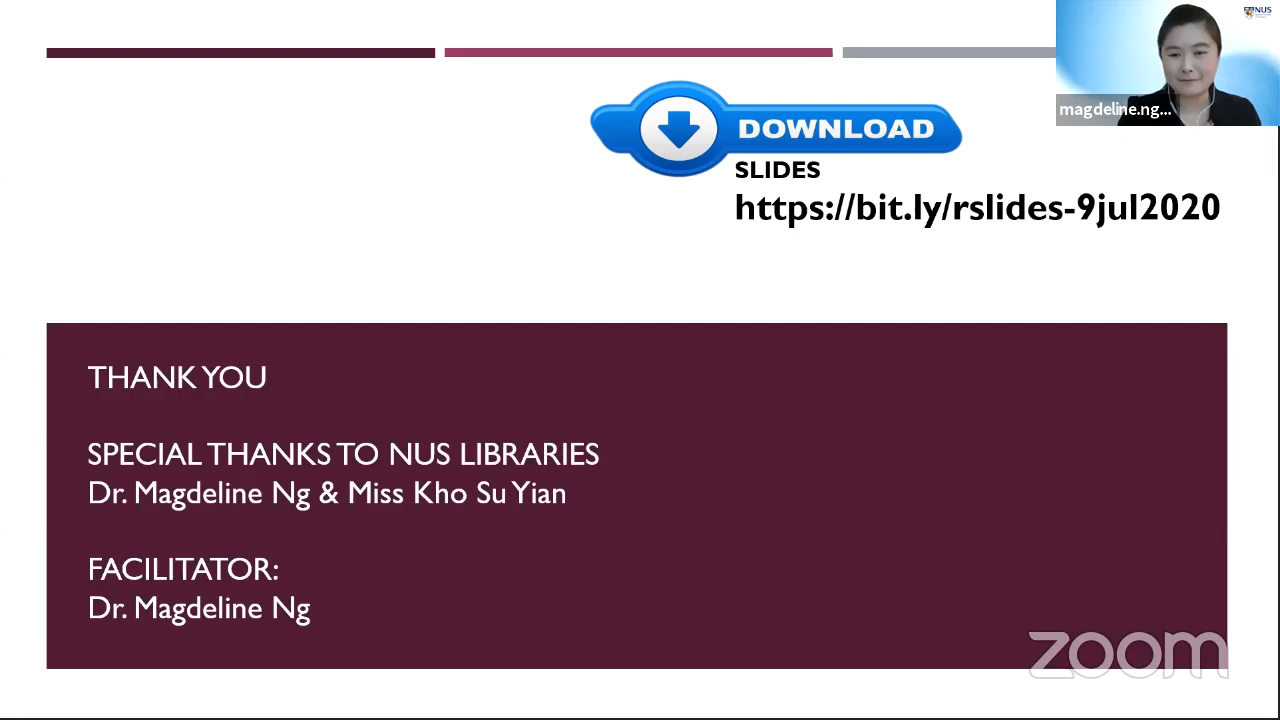 NUS
magdeline.ng...
DOWNLOAD
SLIDES
https://bit.ly/rslides-9jul2020
THANK YOU
SPECIAL THANKS TO NUS LIBRARIES
Dr. Magdeline Ng & Miss Kho Su Yian
FACILITATOR:
Dr. Magdeline Ng
zoom